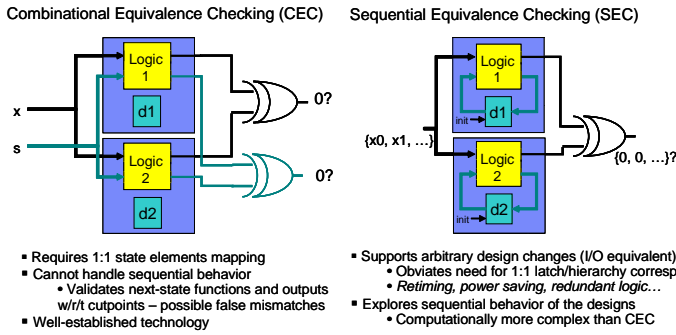 Combinational Equivalence Checking (CEC)
Logic
1
d1
x
s
Logic
2
d2
0?
0?
▪ Requires 1:1 state elements mapping
▪ Cannot handle sequential behavior
• Validates next-state functions and outputs
w/r/t cutpoints – possible false mismatches
▪ Well-established technology
Sequential Equivalence Checking (SEC)
Logic
1
init
d1
{x0, x1, …}
Logic
2
init
d2
{0, 0, …}?
▪ Supports arbitrary design changes (I/O equivalent)
• Obviates need for 1:1 latch/hierarchy corresp
• Retiming, power saving, redundant logic…
▪ Explores sequential behavior of the designs
• Computationally more complex than CEC